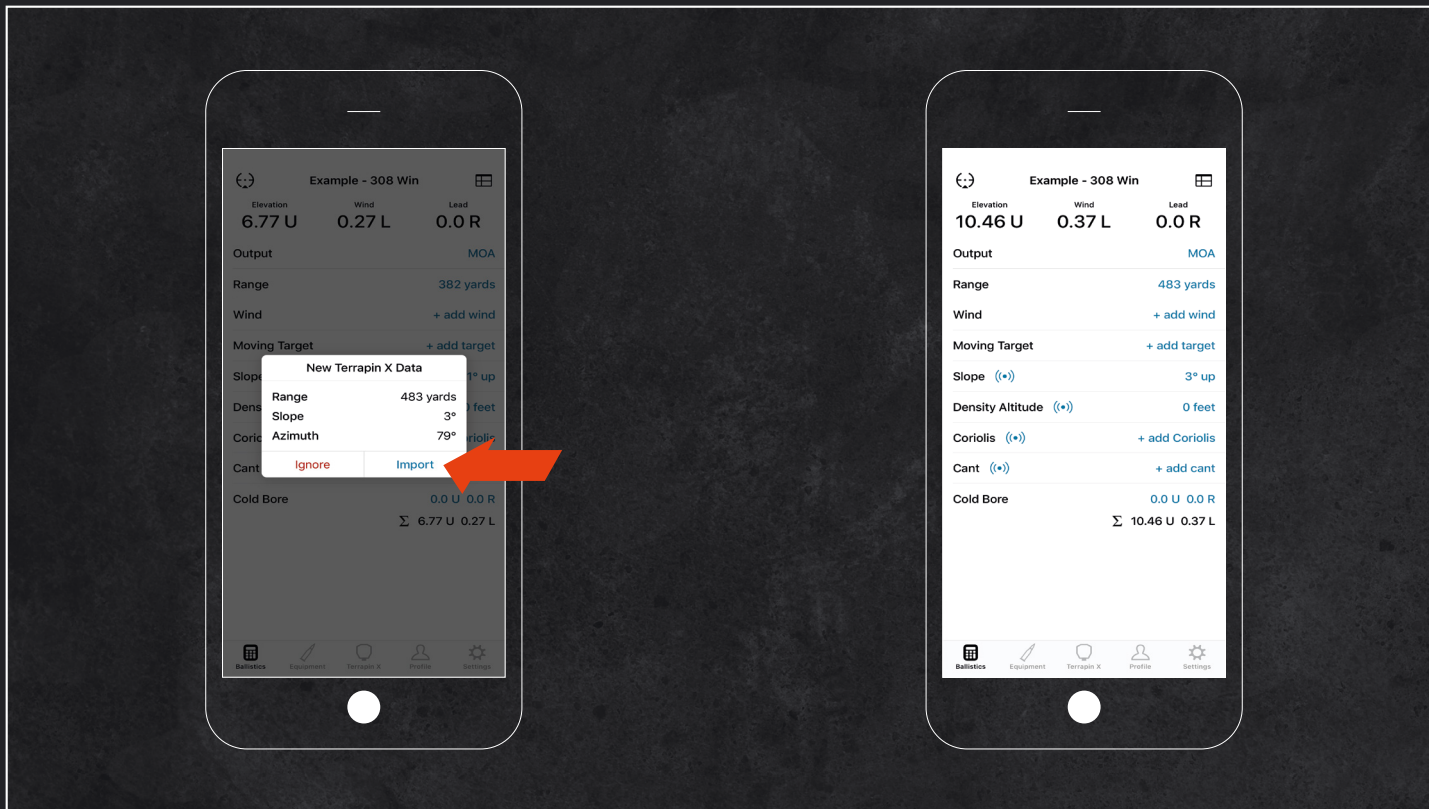 Example - 308 Win
Elevation Wind Lead
6.77 U 0.27 L 0.0 R
Output MOA
Range 382 yards
Wind + add wind
Moving Target + add target
Slope 1° up
New Terrapin X Data
Range 483 yards
Slope 3°
Azimuth 79°
Ignore Import
Cant
Cold Bore 0.0 U 0.0 R
Σ 6.77 U 0.27 L
Ballistics Equipment Terrapin X Profile Settings
Example - 308 Win
Elevation Wind Lead
10.46 U 0.37 L 0.0 R
Output MOA
Range 483 yards
Wind + add wind
Moving Target + add target
Slope 3° up
Density Altitude 0 feet
Coriolis + add Coriolis
Cant + add cant
Cold Bore 0.0 U 0.0 R
Σ 10.46 U 0.37 L
Ballistics Equipment Terrapin X Profile Settings